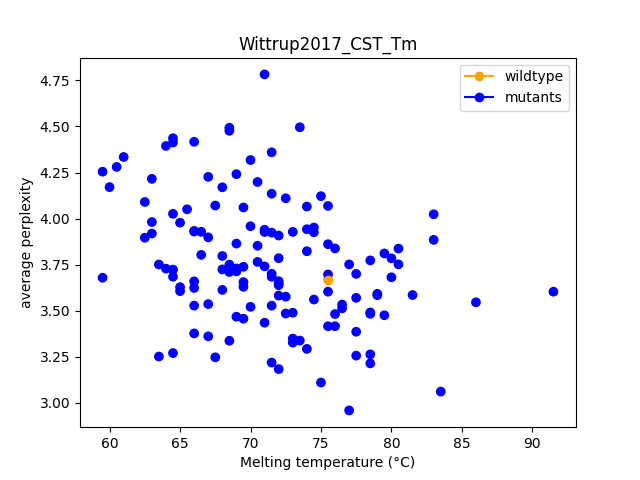 Wittrup2017_CST_Tm
wildtype
mutants
4.75
4.50
4.25
4.00
3.75
3.50
3.25
3.00
average perplexity
60 65 70 75 80 85 90
Melting temperature (°C)